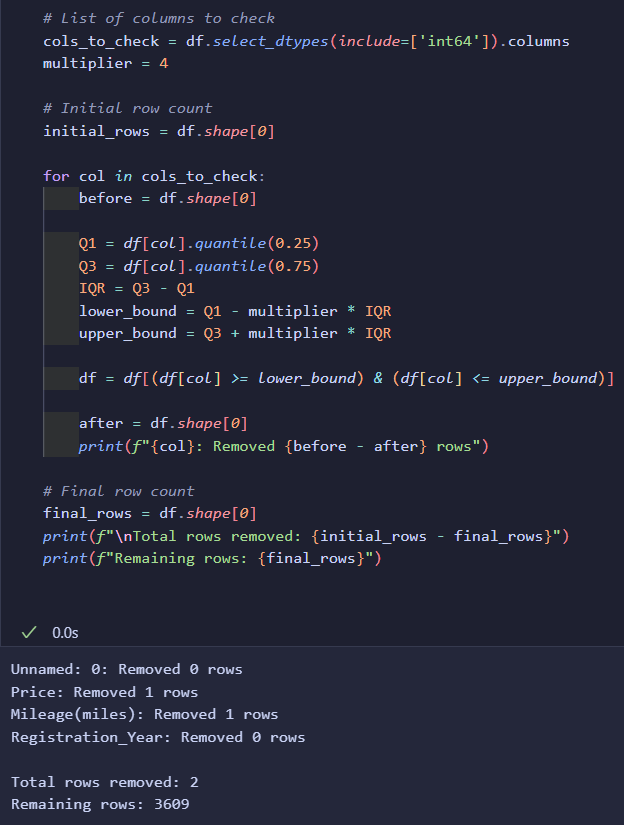 # List of columns to check
cols_to_check = df.select_dtypes(include=['int64']).columns
multiplier = 4
# Initial row count
initial_rows = df.shape[0]
for col in cols_to_check:
before = df.shape[0]
Q1 = df[col].quantile(0.25)
Q3 = df[col].quantile(0.75)
IQR = Q3 - Q1
lower_bound = Q1 - multiplier * IQR
upper_bound = Q3 + multiplier * IQR
df = df[(df[col] >= lower_bound) & (df[col] <= upper_bound)]
after = df.shape[0]
print(f"{col}: Removed {before - after} rows")
# Final row count
final_rows = df.shape[0]
print(f"\nTotal rows removed: {initial_rows - final_rows}")
print(f"Remaining rows: {final_rows}")
0.0s
Unnamed: 0: Removed 0 rows
Price: Removed 1 rows
Mileage(miles): Removed 1 rows
Registration_Year: Removed 0 rows
Total rows removed: 2
Remaining rows: 3609